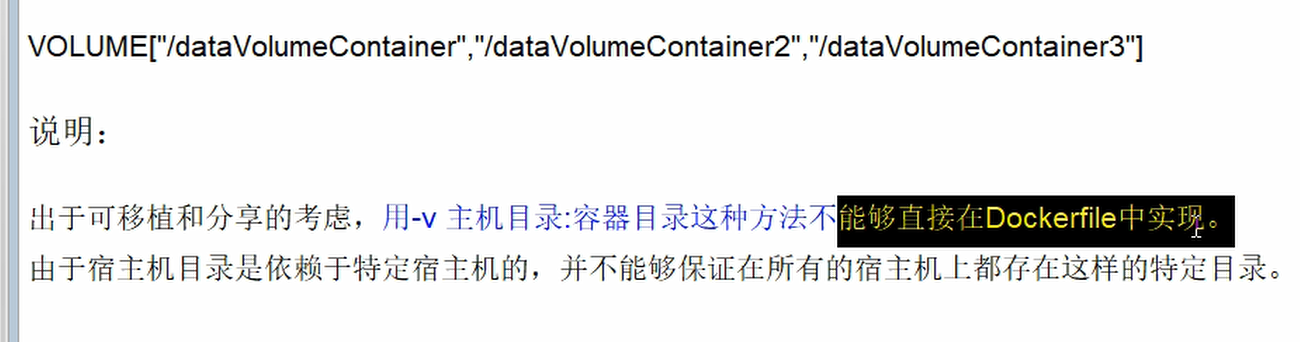 VOLUME["/dataVolumeContainer","/dataVolumeContainer2","/dataVolumeContainer3"]
说明：
出于可移植和分享的考虑，用-v 主机目录:容器目录这种方法不能够直接在Dockerfile中实现。
由于宿主机目录是依赖于特定宿主机的，并不能够保证在所有的宿主机上都存在这样的特定目录。